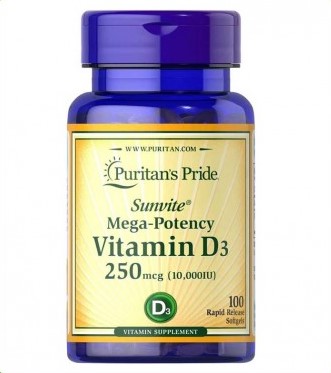 WWW.PURITAN.COM
Puritan's Pride
Sunvite®
Mega-Potency
Vitamin D3
250 mcg (10,000IU)
100
Rapid Release
Softgels
D3
VITAMIN SUPPLEMENT